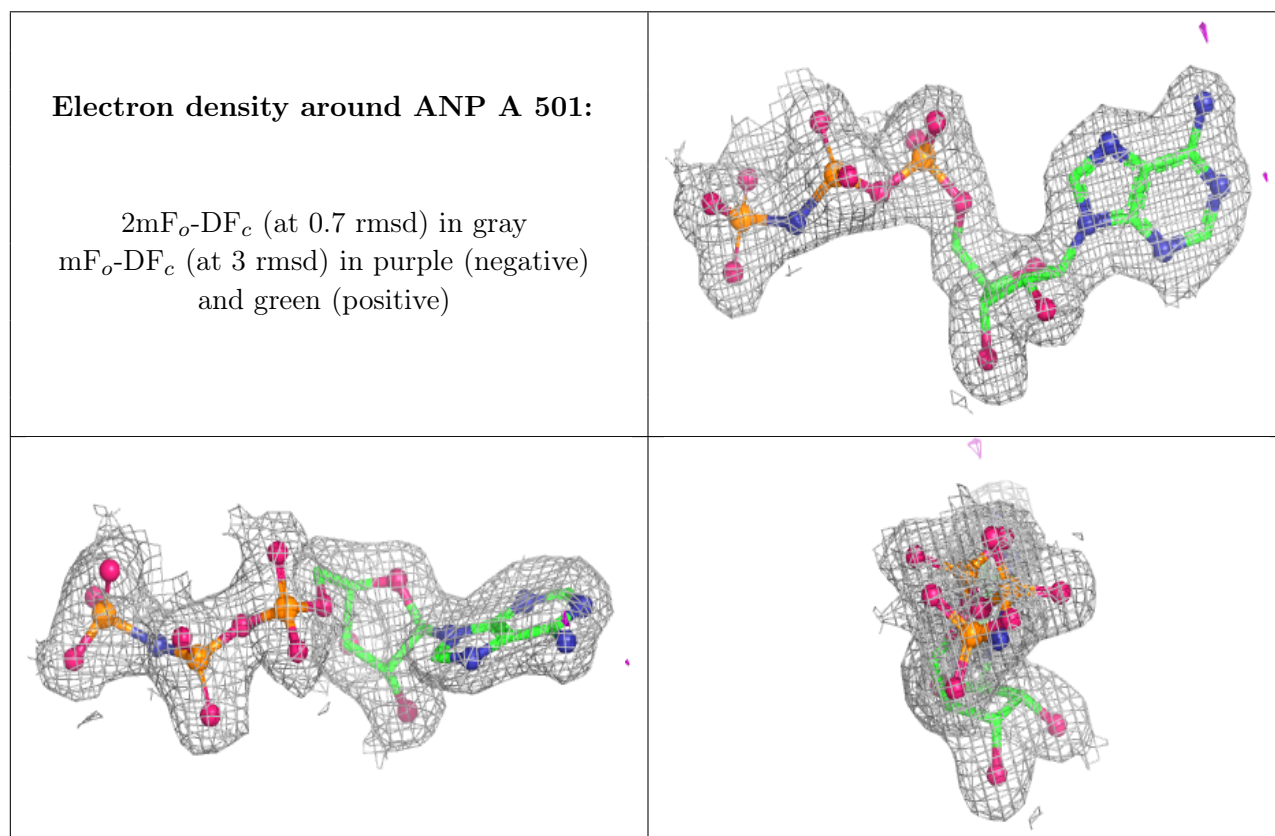 Electron density around ANP A 501:
2mFo-DFc (at 0.7 rmsd) in gray
mFo-DFc (at 3 rmsd) in purple (negative)
and green (positive)